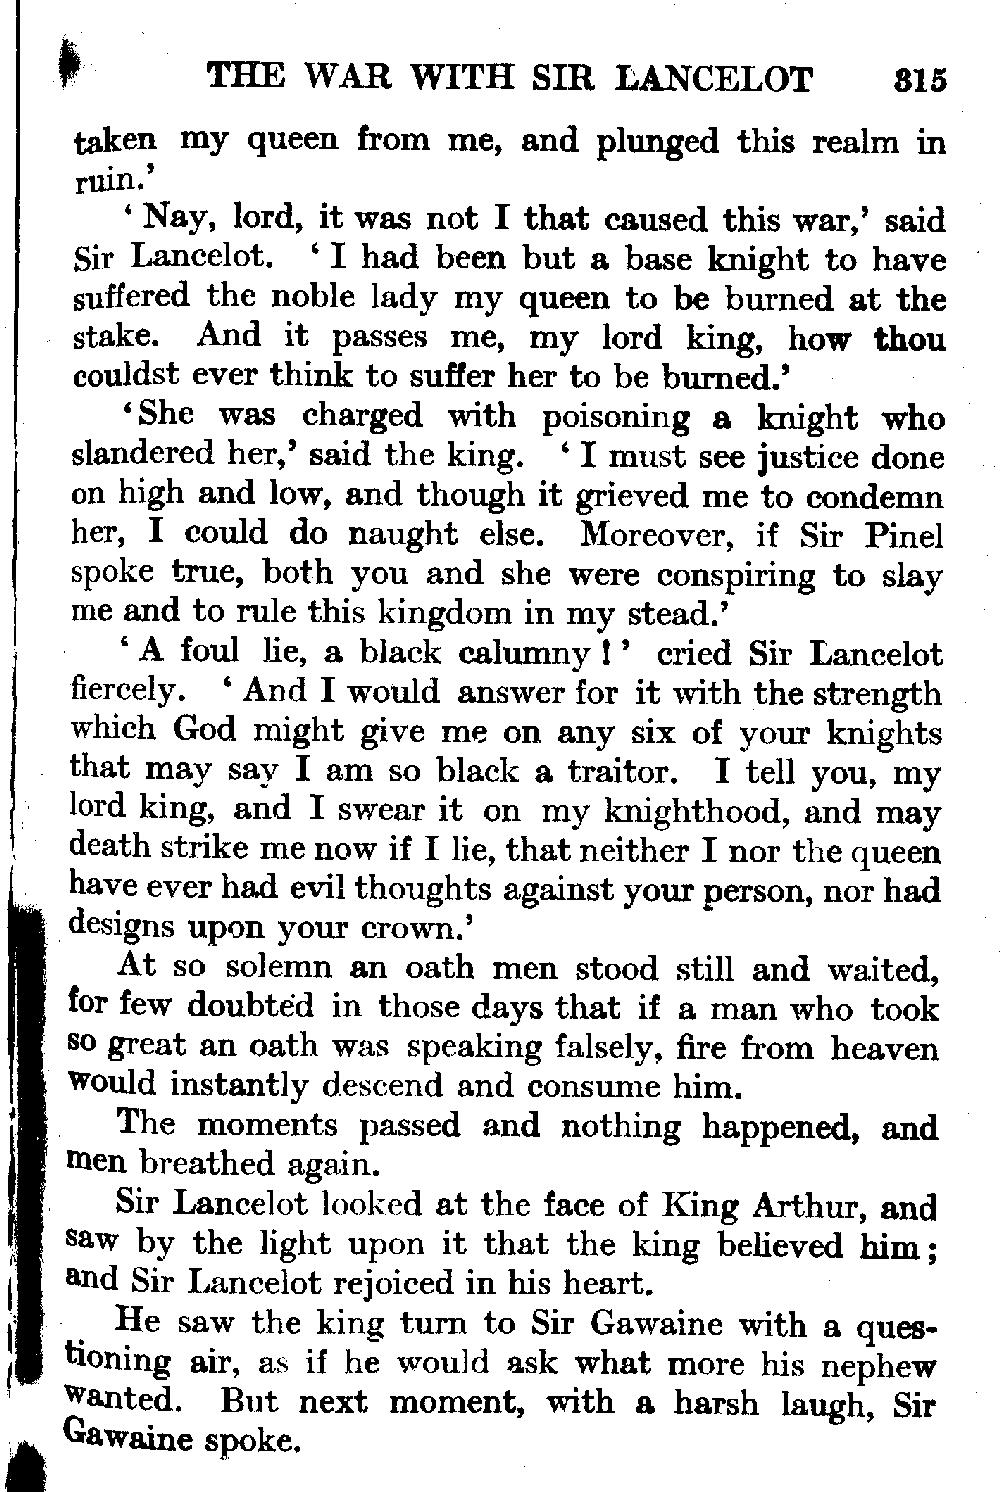 THE WAR WITH SIR LANCELOT 315
taken my queen from me, and plunged this realm in
ruin.’
‘Nay, lord, it was not I that caused this war,’ said
Sir Lancelot. ‘I had been but a base knight to have
suffered the noble lady my queen to be burned at the
stake. And it passes me, my lord king, how thou
couldst ever think to suffer her to be burned.’
‘She was charged with poisoning a knight who
slandered her,’ said the king. ‘I must see justice done
on high and low, and though it grieved me to condemn
her, I could do naught else. Moreover, if Sir Pinel
spoke true, both you and she were conspiring to slay
me and to rule this kingdom in my stead.’
‘A foul lie, a black calumny!’ cried Sir Lancelot
fiercely. ‘And I would answer for it with the strength
which God might give me on any six of your knights
that may say I am so black a traitor. I tell you, my
lord king, and I swear it on my knighthood, and may
death strike me now if I lie, that neither I nor the queen
have ever had evil thoughts against your person, nor had
designs upon your crown.’
At so solemn an oath men stood still and waited,
for few doubted in those days that if a man who took
so great an oath was speaking falsely, fire from heaven
would instantly descend and consume him.
The moments passed and nothing happened, and
men breathed again.
Sir Lancelot looked at the face of King Arthur, and
saw by the light upon it that the king believed him;
and Sir Lancelot rejoiced in his heart.
He saw the king turn to Sir Gawaine with a ques-
tioning air, as if he would ask what more his nephew
wanted. But next moment, with a harsh laugh, Sir
Gawaine spoke.